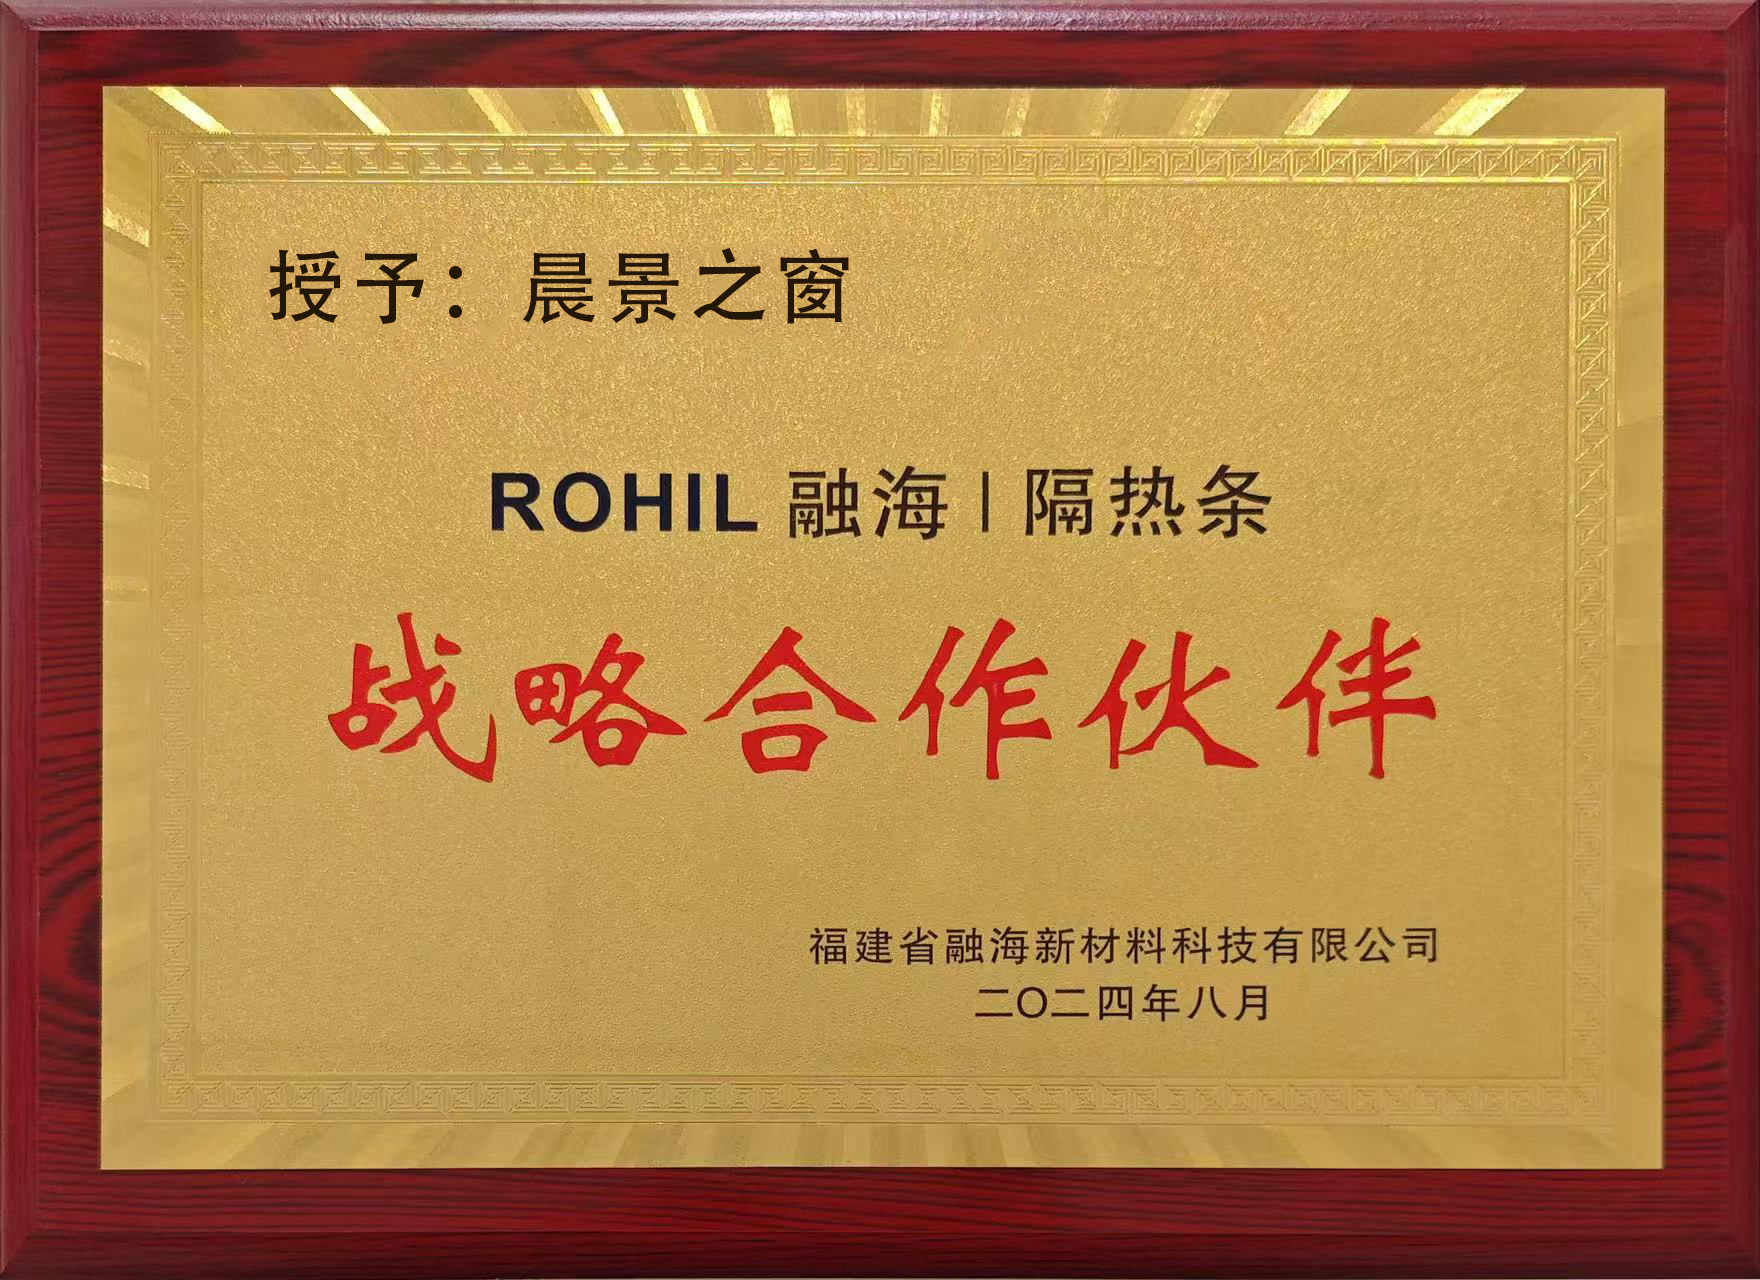 授予：晨景之窗
ROHIL 融海 | 隔热条
战略合作伙伴
福建省融海新材料科技有限公司
二〇二四年八月